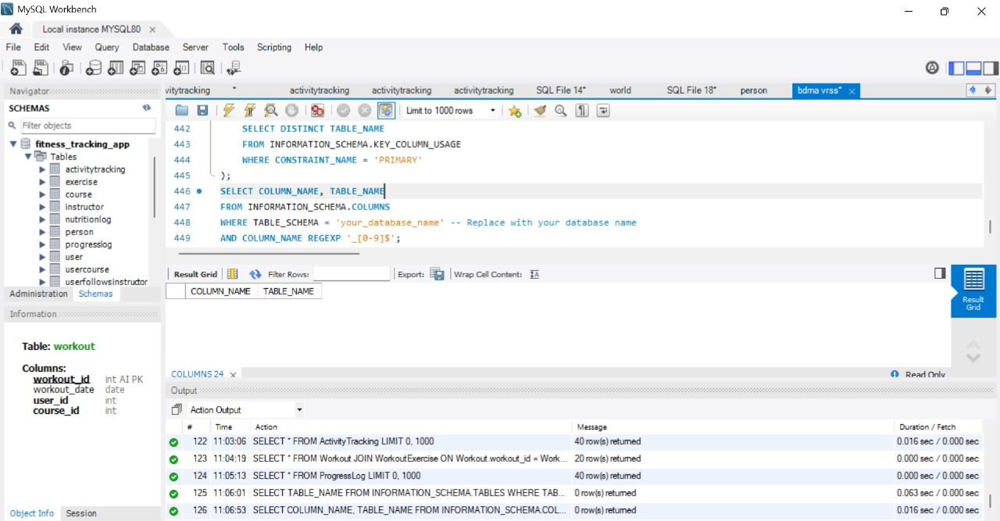 MySQL Workbench
Local instance MYSQL80 ×
File Edit View Query Database Server Tools Scripting Help
Navigator
SCHEMAS
Filter objects
fitness_tracking_app
Tables
activitytracking
exercise
course
instructor
nutritionlog
person
progresslog
user
usercourse
userfollowsinstructor
Administration Schemas
Information
Table: workout
Columns:
workout_id int AI PK
workout_date date
user_id int
course_id int
Object Info Session
vitytracking * activitytracking activitytracking activitytracking SQL File 14* world SQL File 18* person bdma vrss* ×
Limit to 1000 rows
442 SELECT DISTINCT TABLE_NAME
443 FROM INFORMATION_SCHEMA.KEY_COLUMN_USAGE
444 WHERE CONSTRAINT_NAME = 'PRIMARY'
445 );
446 SELECT COLUMN_NAME, TABLE_NAME
447 FROM INFORMATION_SCHEMA.COLUMNS
448 WHERE TABLE_SCHEMA = 'your_database_name' -- Replace with your database name
449 AND COLUMN_NAME REGEXP '_[0-9]$';
Result Grid Filter Rows: Export: Wrap Cell Content:
COLUMN_NAME TABLE_NAME
Result
Grid
COLUMNS 24 × Read Only
Output
Action Output
# Time Action Message Duration / Fetch
122 11:03:06 SELECT * FROM ActivityTracking LIMIT 0, 1000 40 row(s) returned 0.016 sec / 0.000 sec
123 11:04:19 SELECT * FROM Workout JOIN WorkoutExercise ON Workout.workout_id = Work... 20 row(s) returned 0.000 sec / 0.000 sec
124 11:05:13 SELECT * FROM ProgressLog LIMIT 0, 1000 40 row(s) returned 0.000 sec / 0.000 sec
125 11:06:01 SELECT TABLE_NAME FROM INFORMATION_SCHEMA.TABLES WHERE TAB... 0 row(s) returned 0.063 sec / 0.000 sec
126 11:06:53 SELECT COLUMN_NAME, TABLE_NAME FROM INFORMATION_SCHEMA.COL... 0 row(s) returned 0.016 sec / 0.000 sec